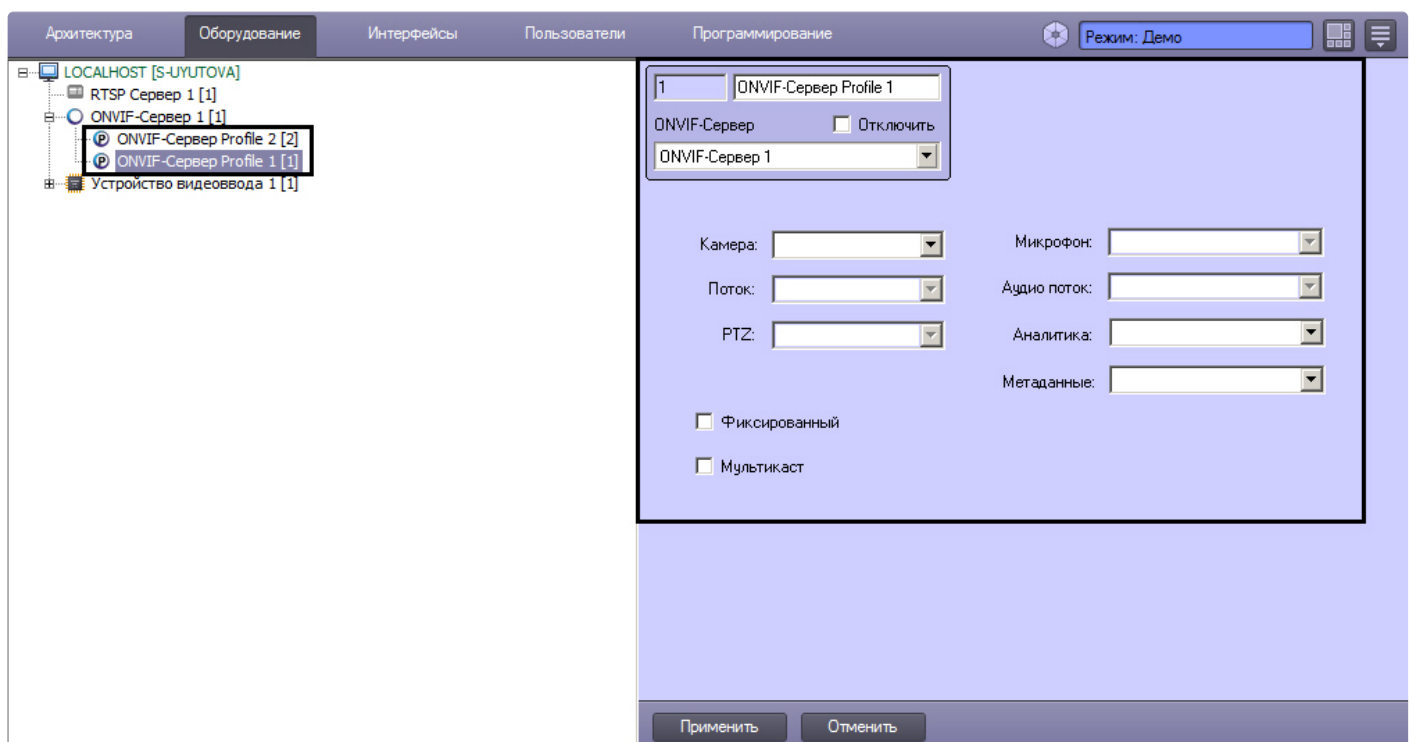 Архитектура Оборудование Интерфейсы Пользователи Программирование Режим: Демо
LOCALHOST [S-UYUTOVA]
RTSP Сервер 1 [1]
ONVIF-Сервер 1 [1]
P ONVIF-Сервер Profile 2 [2]
P ONVIF-Сервер Profile 1 [1]
Устройство видеоввода 1 [1]
1 ONVIF-Сервер Profile 1
ONVIF-Сервер Отключить
ONVIF-Сервер 1
Камера: Микрофон:
Поток: Аудио поток:
PTZ: Аналитика:
Метаданные:
Фиксированный
Мультикаст
Применить Отменить